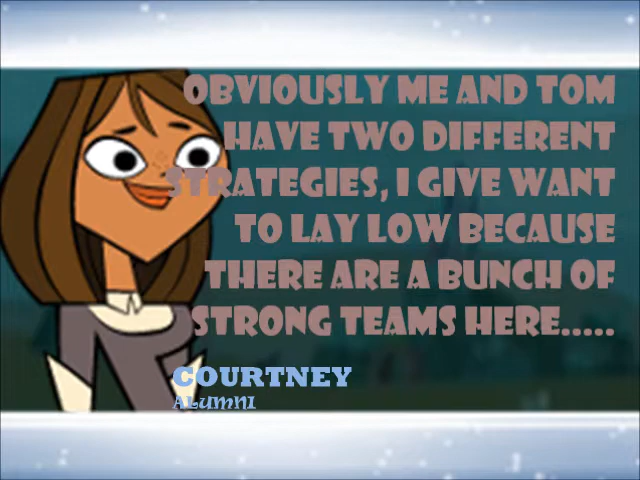 OBVIOUSLY ME AND TOM
HAVE TWO DIFFERENT
STRATEGIES, I GIVE WANT
TO LAY LOW BECAUSE
THERE ARE A BUNCH OF
STRONG TEAMS HERE.....
COURTNEY
ALUMNI